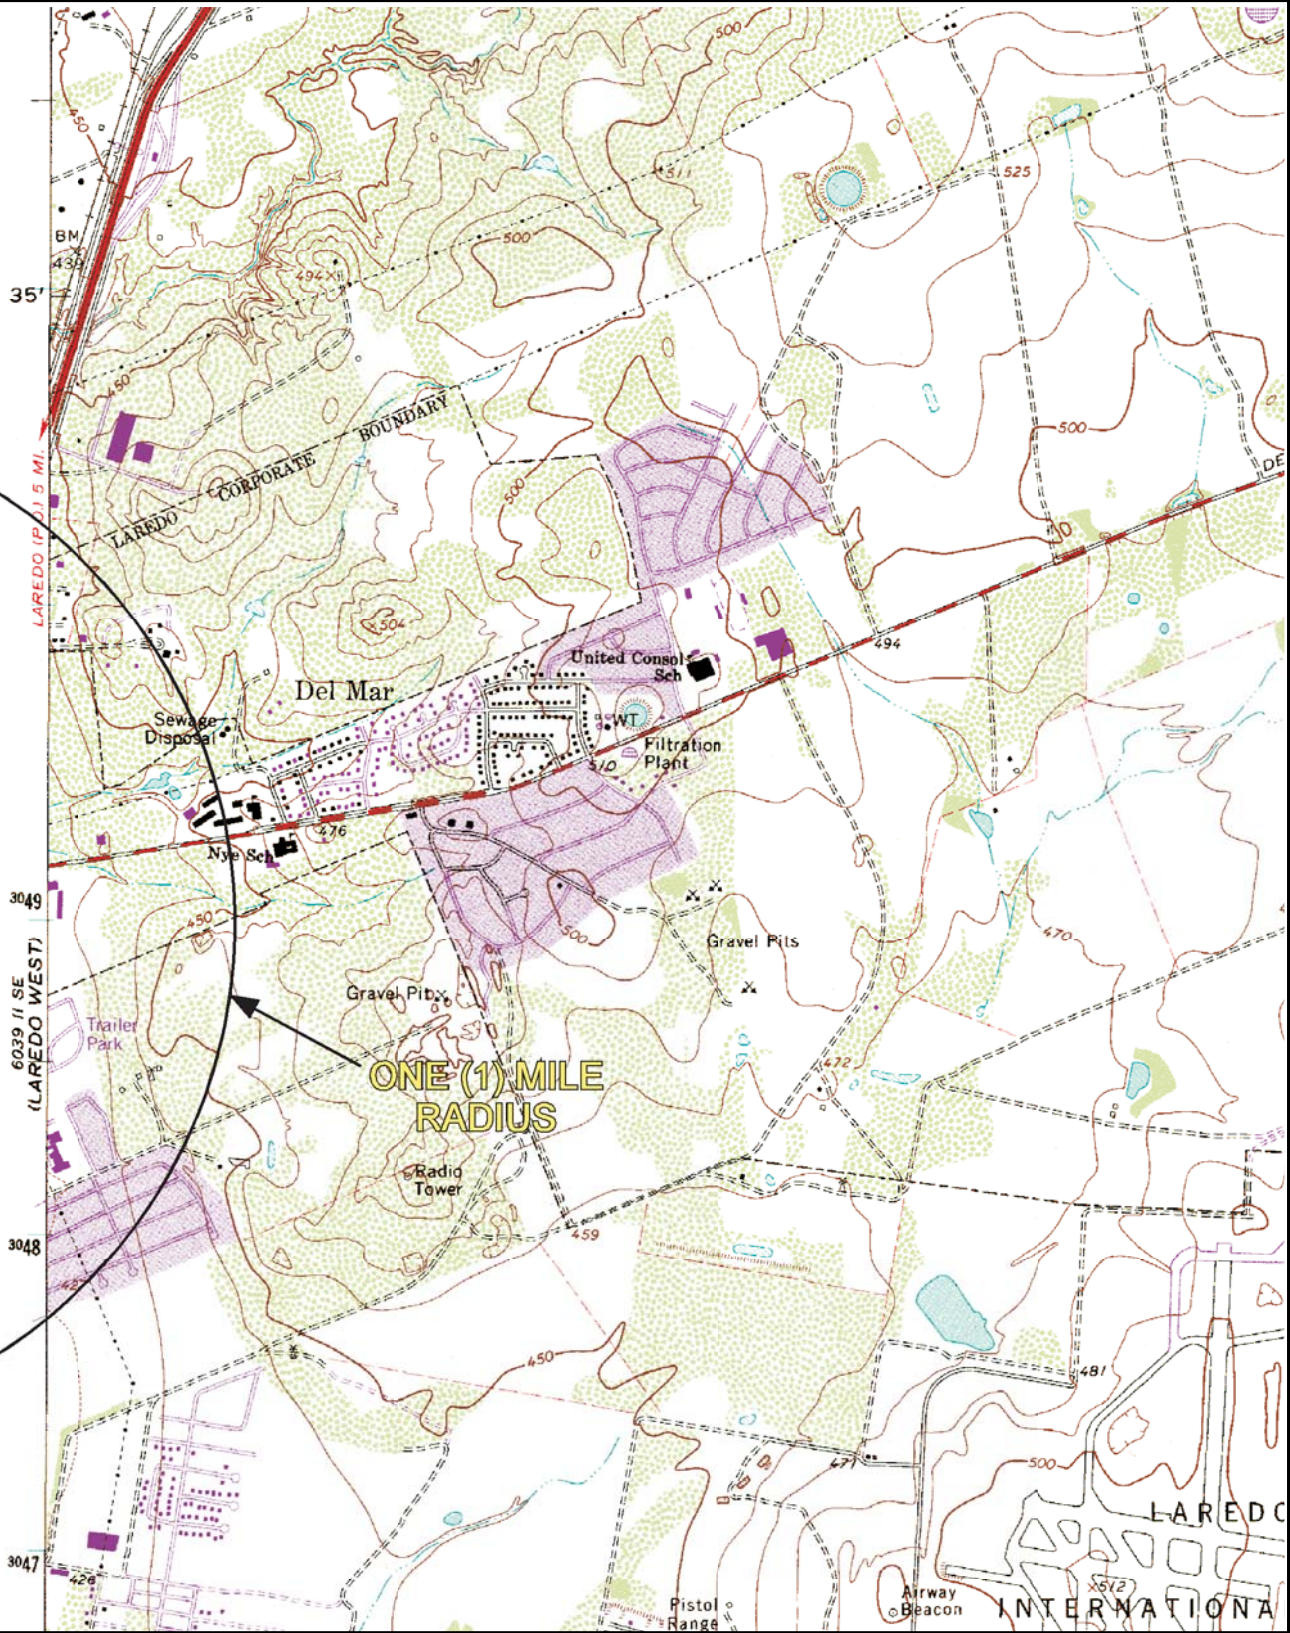 500
450
511
525
BM
439
500
494×
35'
450
BOUNDARY
500
CORPORATE
500
LAREDO (P.O.) 5 MI.
LAREDO
×504
494
United Consol
Sch
Del Mar
Sewage
Disposal
WT
Filtration
Plant
510
476
Nye Sch
3049
450
500
470
Gravel Pits
6039 II SE
(LAREDO WEST)
Gravel Pit
Trailer
Park
472
ONE (1) MILE
RADIUS
Radio
Tower
459
3048
427
450
481
471
500
LAREDO
3047
426
×512
Airway
Beacon
INTERNATIONA
Pistol
Range